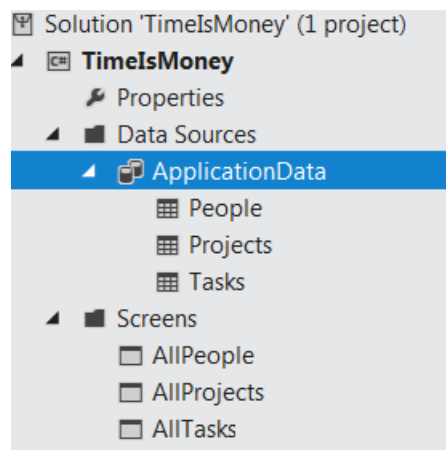 Solution 'TimeIsMoney' (1 project)
C# TimeIsMoney
Properties
Data Sources
ApplicationData
People
Projects
Tasks
Screens
AllPeople
AllProjects
AllTasks